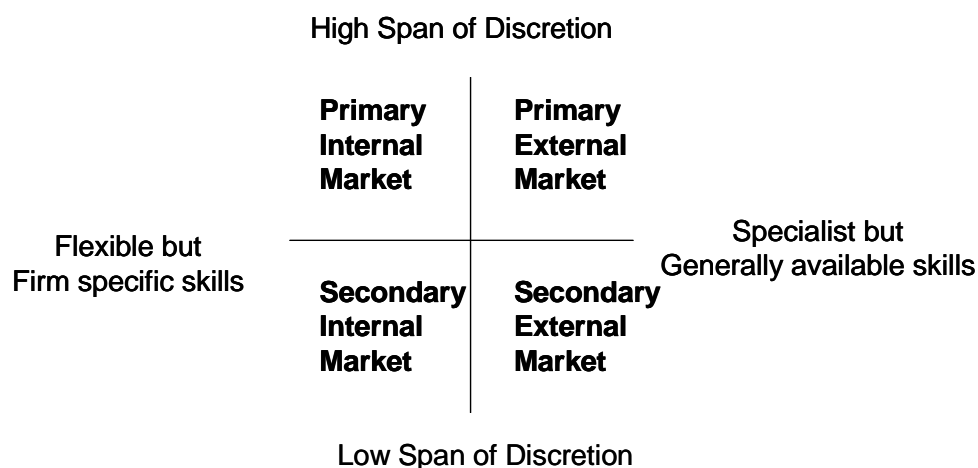 High Span of Discretion
Primary
Internal
Market
Primary
External
Market
Flexible but
Firm specific skills
Specialist but
Generally available skills
Secondary
Internal
Market
Secondary
External
Market
Low Span of Discretion